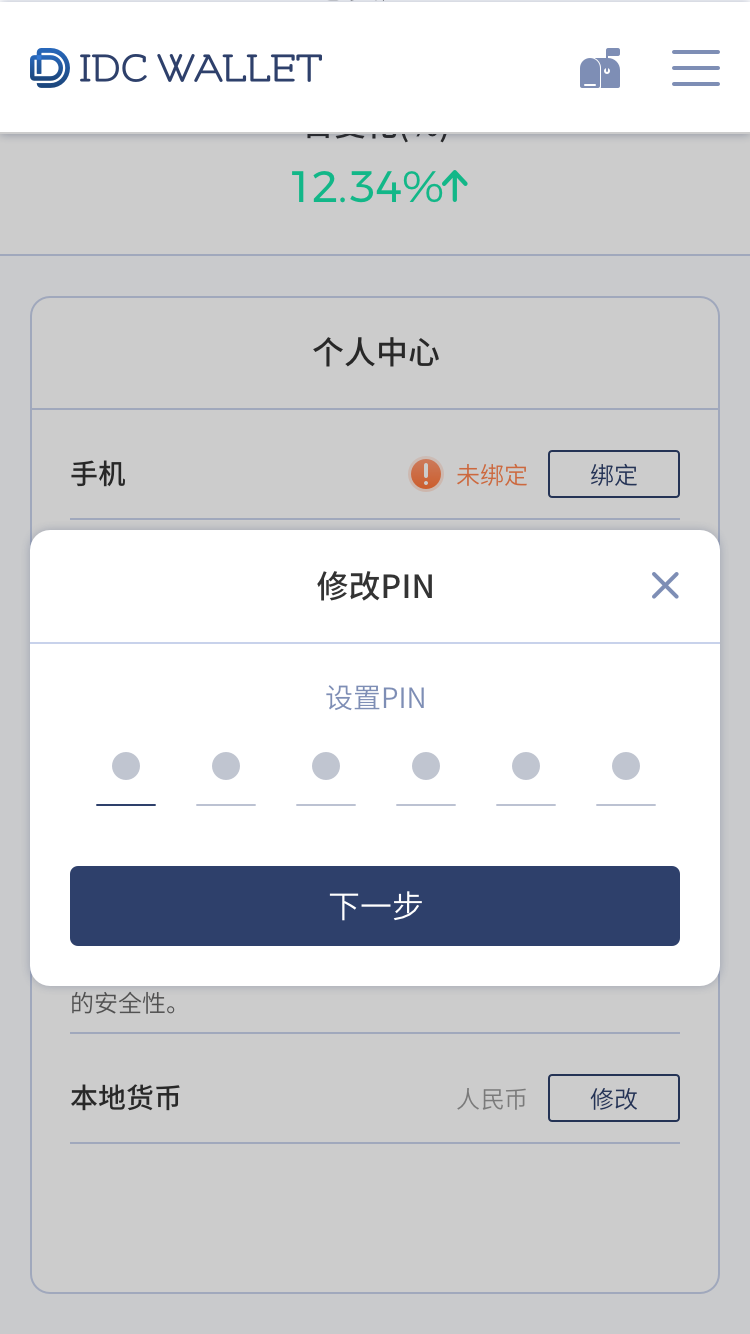 IDC WALLET
12.34%↑
个人中心
手机
未绑定
绑定
修改PIN
设置PIN
下一步
的安全性。
本地货币
人民币
修改